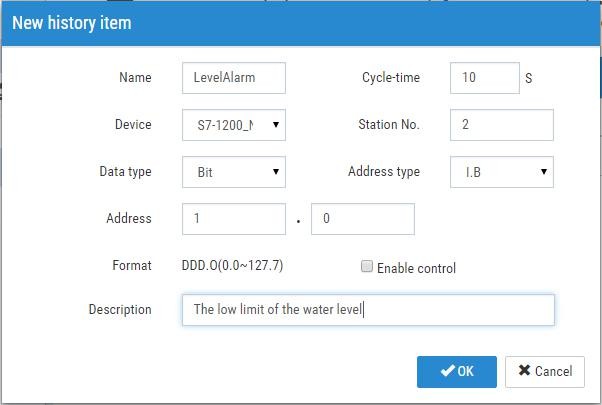 New history item
Name LevelAlarm Cycle-time 10 S
Device S7-1200_ Station No. 2
Data type Bit Address type I.B
Address 1 . 0
Format DDD.O(0.0~127.7) Enable control
Description The low limit of the water level
OK Cancel